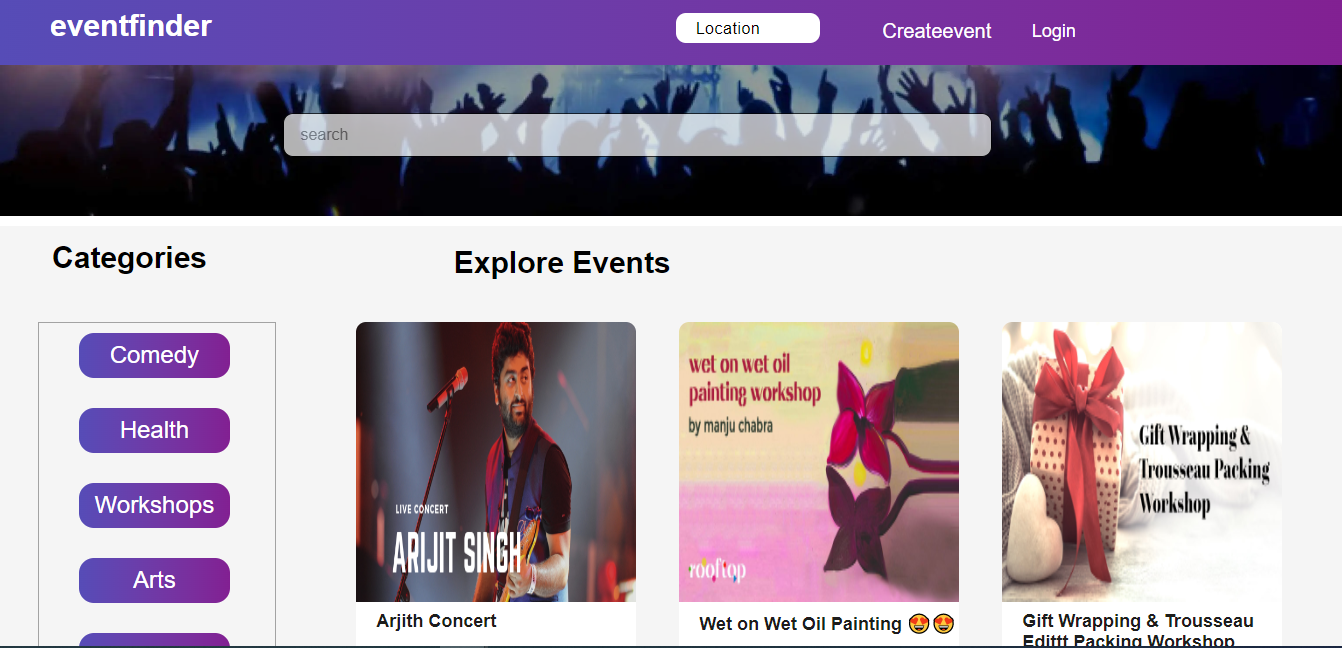 eventfinder
Location
Createevent
Login
search
Categories
Explore Events
Comedy
Health
Workshops
Arts
LIVE CONCERT
ARIJIT SINGH
Arjith Concert
wet on wet oil
painting workshop
by manju chabra
rooftop
Wet on Wet Oil Painting 😍😍
Gift Wrapping &
Trousseau Packing
Workshop
Gift Wrapping & Trousseau
Edittt Packing Workshop